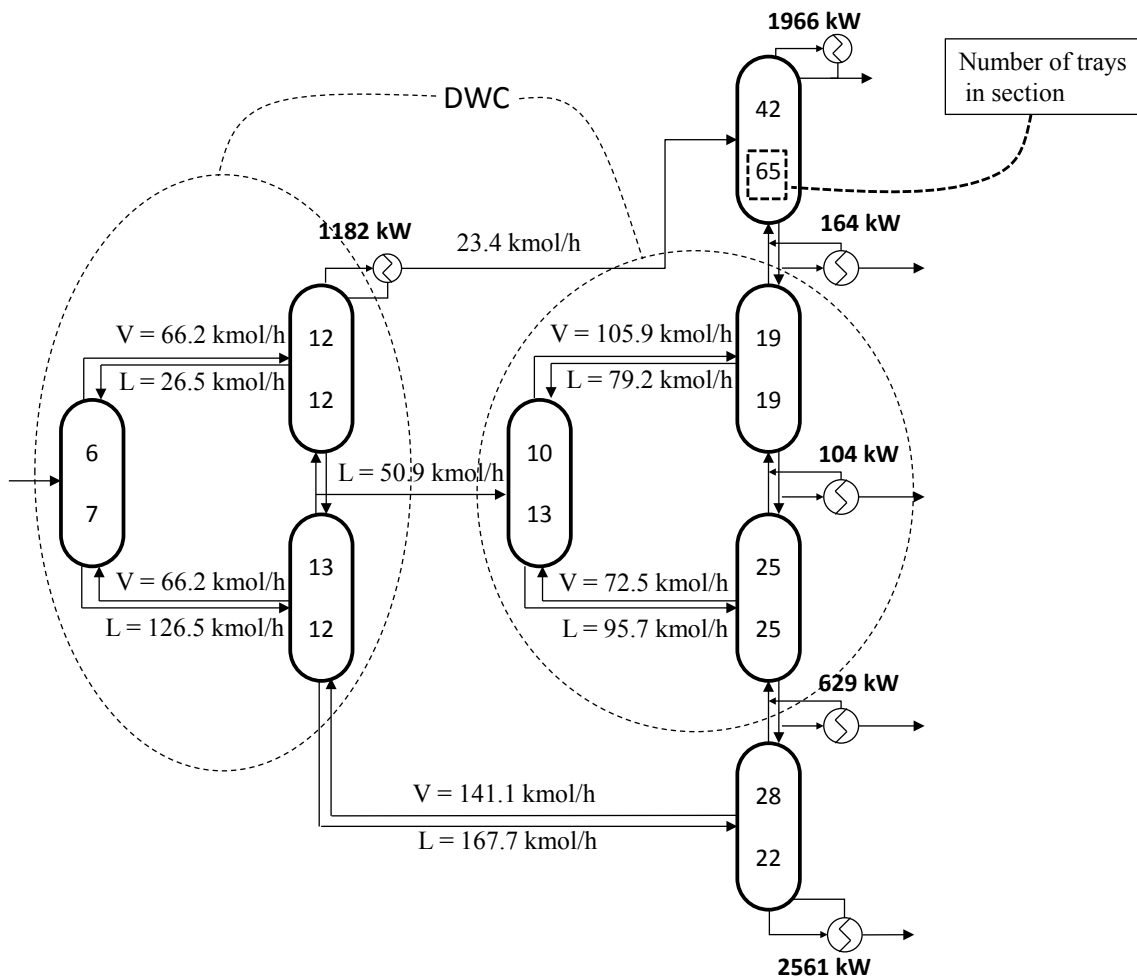 1966 kW
Number of trays
in section
DWC
42
65
1182 kW
23.4 kmol/h
164 kW
V = 66.2 kmol/h
L = 26.5 kmol/h
12
12
V = 105.9 kmol/h
L = 79.2 kmol/h
19
19
6
7
L = 50.9 kmol/h
10
13
104 kW
V = 66.2 kmol/h
L = 126.5 kmol/h
13
12
V = 72.5 kmol/h
L = 95.7 kmol/h
25
25
629 kW
V = 141.1 kmol/h
L = 167.7 kmol/h
28
22
2561 kW